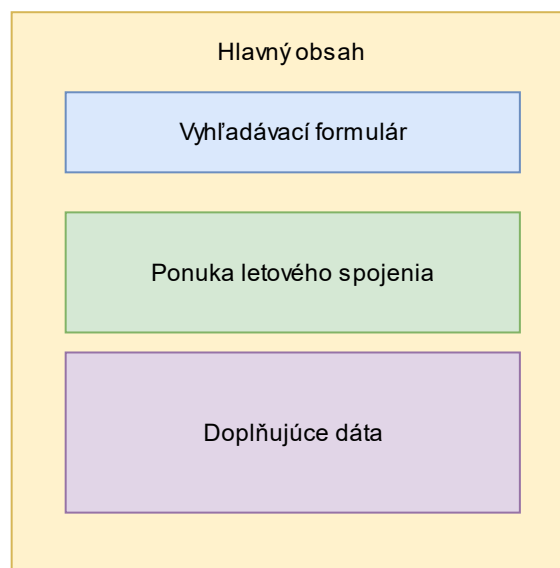 Hlavný obsah
Vyhľadávací formulár
Ponuka letového spojenia
Doplňujúce dáta